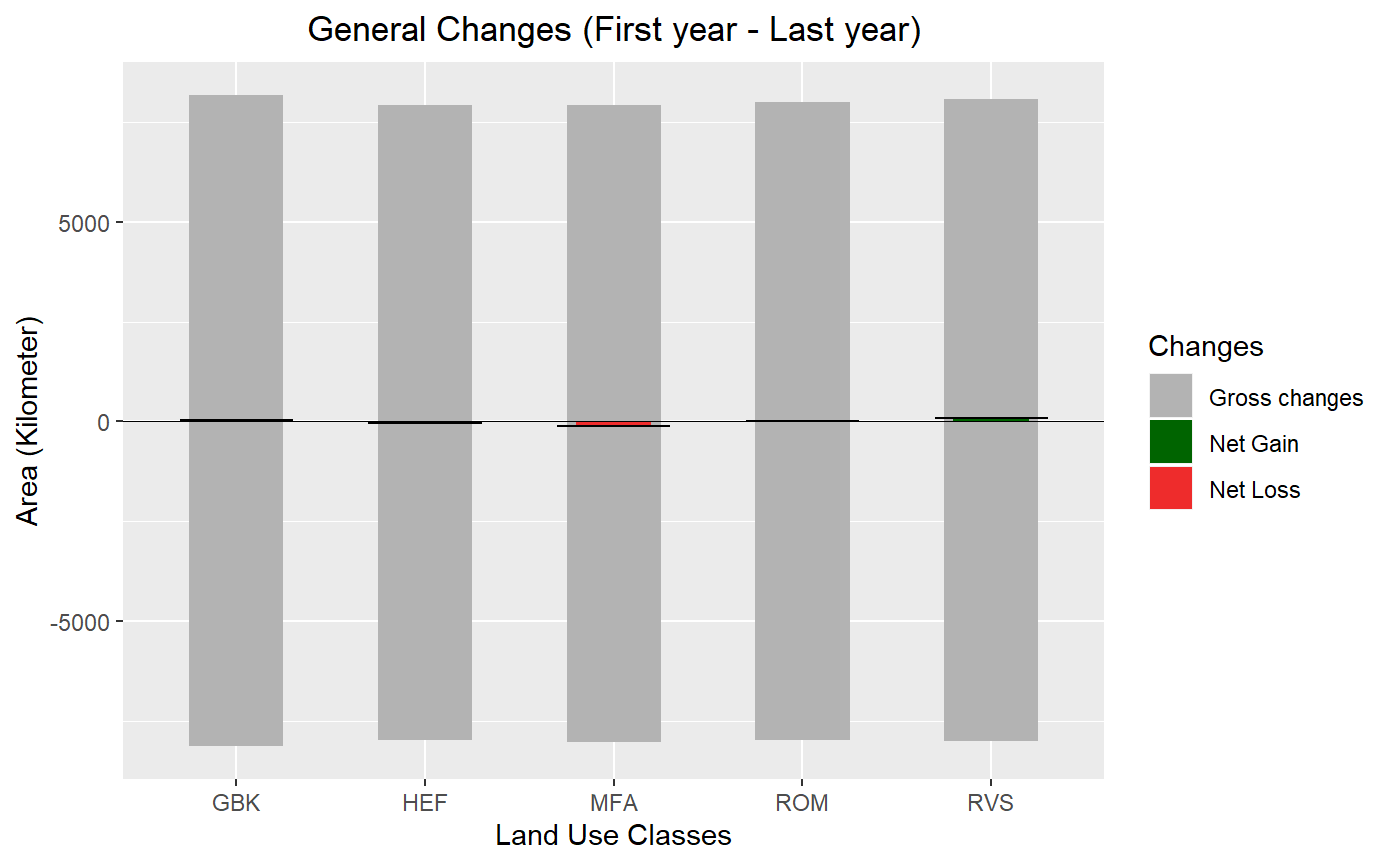 General Changes (First year - Last year)
Area (Kilometer)
5000
0
-5000
GBK HEF MFA ROM RVS
Land Use Classes
Changes
Gross changes
Net Gain
Net Loss